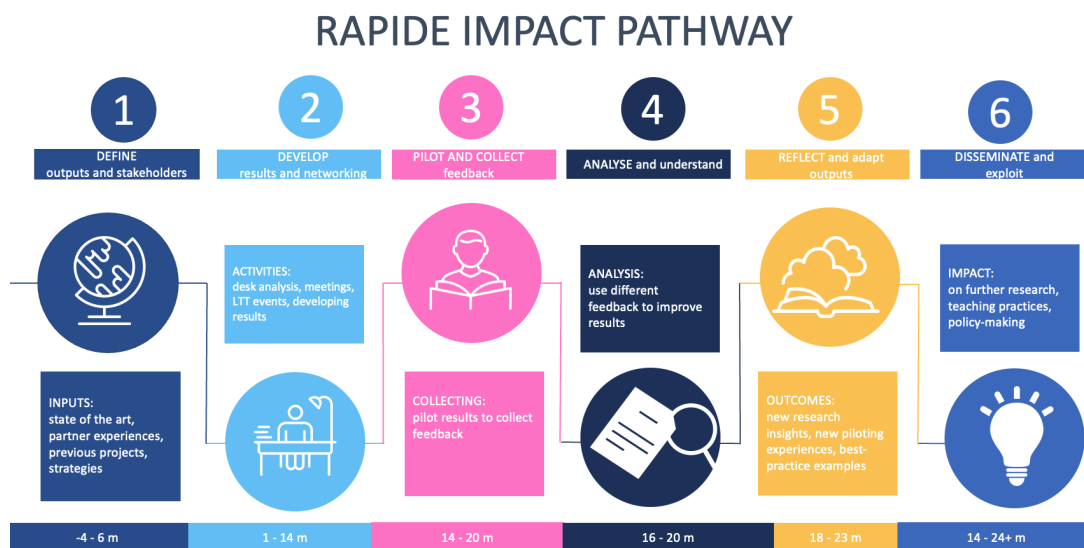 RAPIDE IMPACT PATHWAY
1
2
3
4
5
6
DEFINE
outputs and stakeholders
DEVELOP
results and networking
PILOT AND COLLECT
feedback
ANALYSE and understand
REFLECT and adapt
outputs
DISSEMINATE and
exploit
INPUTS:
state of the art,
partner experiences,
previous projects,
strategies
ACTIVITIES:
desk analysis, meetings,
LTT events, developing
results
COLLECTING:
pilot results to collect
feedback
ANALYSIS:
use different
feedback to improve
results
OUTCOMES:
new research
insights, new piloting
experiences, best-
practice examples
IMPACT:
on further research,
teaching practices,
policy-making
-4 - 6 m
1 - 14 m
14 - 20 m
16 - 20 m
18 - 23 m
14 - 24+ m